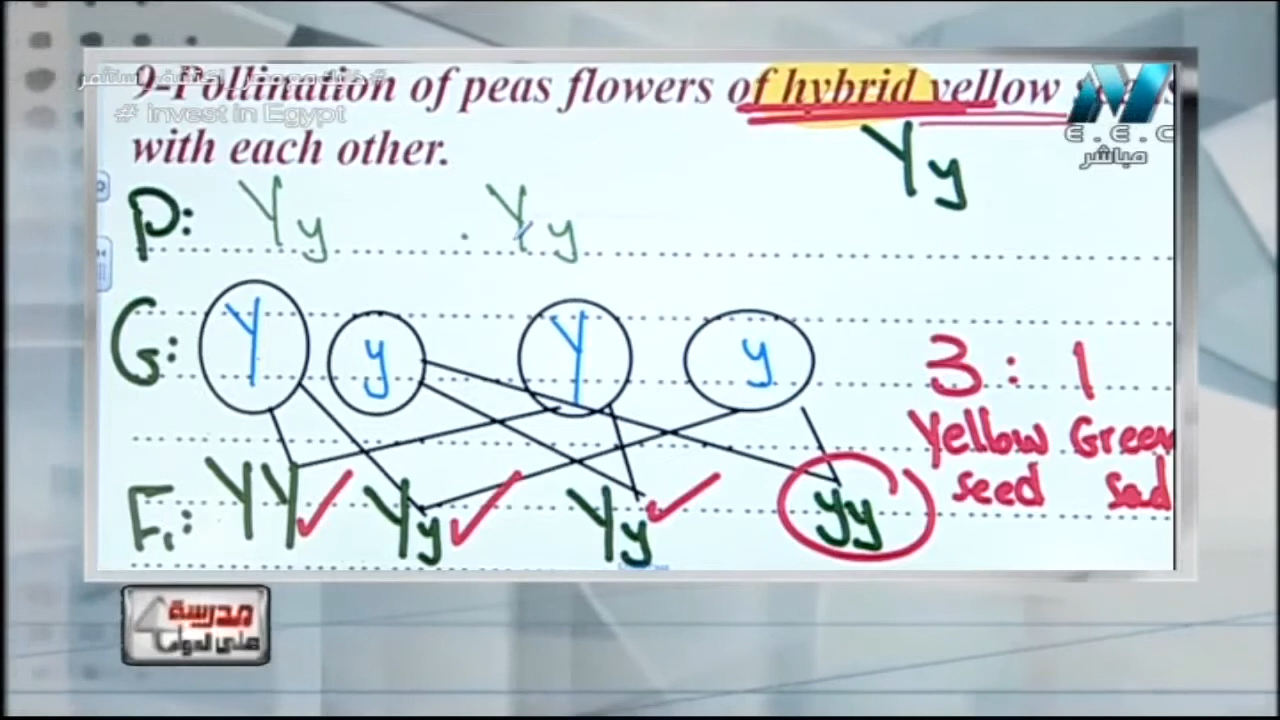 # invest in Egypt
9-Pollination of peas flowers of hybrid yellow
with each other.
E.E.C
مباشر
Yy
P: Yy . Yy
G: Y y Y y
3 : 1
Yellow Green
seed Sed
F1: YY Yy Yy yy
مدرسة
على الهواء